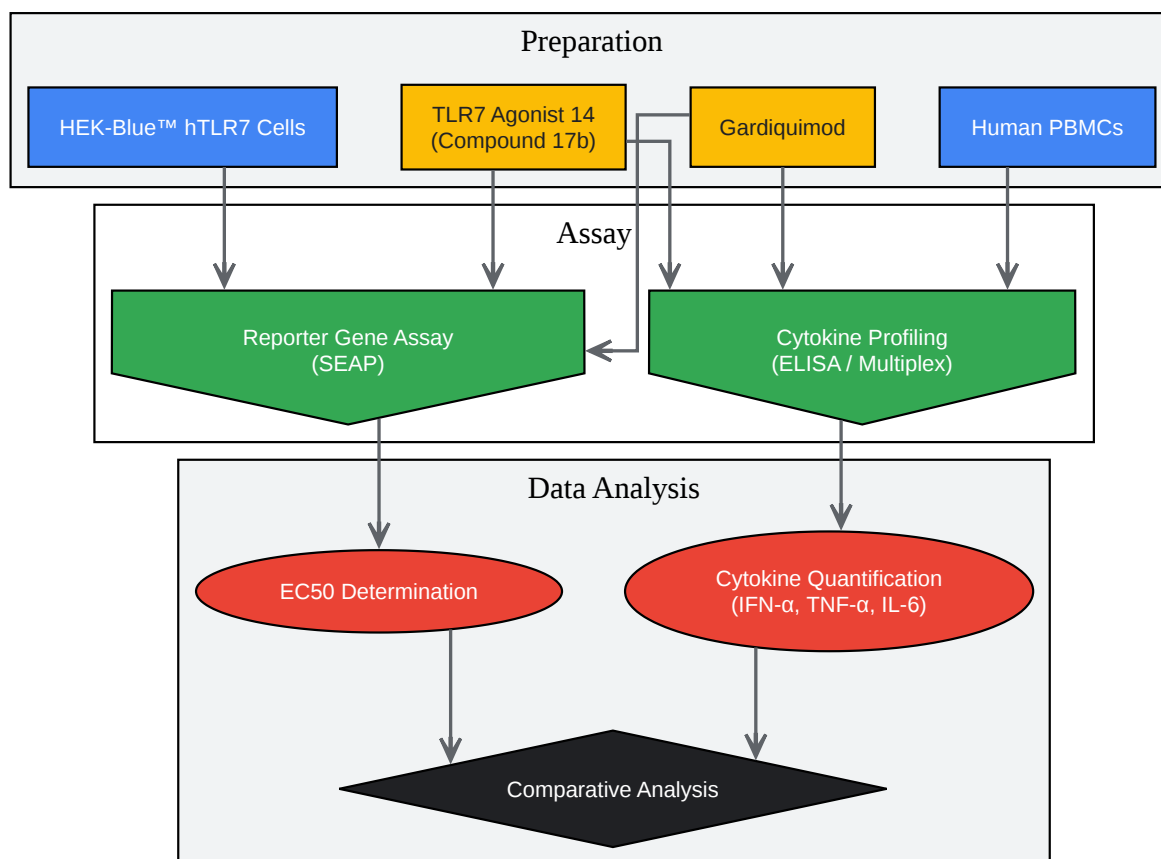 Preparation
HEK-Blue™ hTLR7 Cells
TLR7 Agonist 14
(Compound 17b)
Gardiquimod
Human PBMCs
Assay
Reporter Gene Assay
(SEAP)
Cytokine Profiling
(ELISA / Multiplex)
Data Analysis
EC50 Determination
Cytokine Quantification
(IFN-α, TNF-α, IL-6)
Comparative Analysis